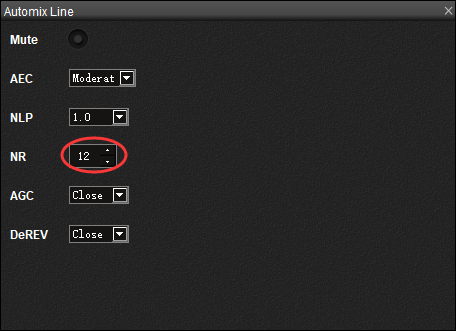 Automix Line
Mute
AEC Moderat
NLP 1.0
NR 12
AGC Close
DeREV Close